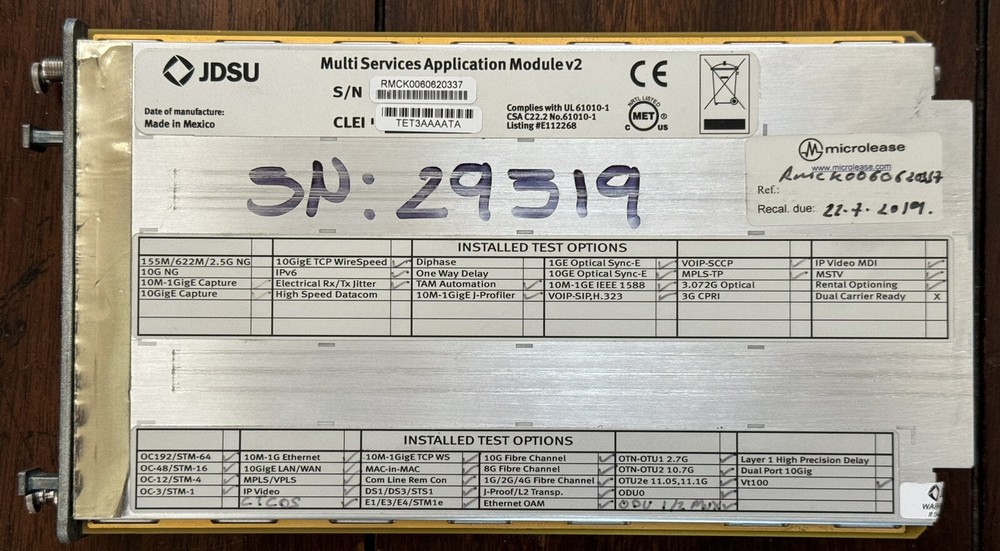 JDSU
Multi Services Application Module v2
S/N RMCK0060620337
CLEI TET3AAAATA
Date of manufacture:
Made in Mexico
Complies with UL 61010-1
CSA C22.2 No.61010-1
Listing #E112268
CE
NRTL LISTED
MET
C US
microlease
www.microlease.com
Ref.: RMCK0060620337
Recal. due: 22-7-2019.
SN: 29319
INSTALLED TEST OPTIONS
155M/622M/2.5G NG 10GigE TCP WireSpeed Diphase 1GE Optical Sync-E VOIP-SCCP IP Video MDI
10G NG IPv6 One Way Delay 10GE Optical Sync-E MPLS-TP MSTV
10M-1GigE Capture Electrical Rx/Tx Jitter TAM Automation 10M-1GE IEEE 1588 3.072G Optical Rental Optioning
10GigE Capture High Speed Datacom 10M-1GigE J-Profiler VOIP-SIP,H.323 3G CPRI Dual Carrier Ready X
INSTALLED TEST OPTIONS
OC192/STM-64 10M-1G Ethernet 10M-1GigE TCP WS 10G Fibre Channel OTN-OTU1 2.7G Layer 1 High Precision Delay
OC-48/STM-16 10GigE LAN/WAN MAC-in-MAC 8G Fibre Channel OTN-OTU2 10.7G Dual Port 10Gig
OC-12/STM-4 MPLS/VPLS Com Line Rem Con 1G/2G/4G Fibre Channel OTU2e 11.05,11.1G Vt100
OC-3/STM-1 IP Video DS1/DS3/STS1 J-Proof/L2 Transp. ODU0
E1/E3/E4/STM1e Ethernet OAM ODU 1/2 Mux